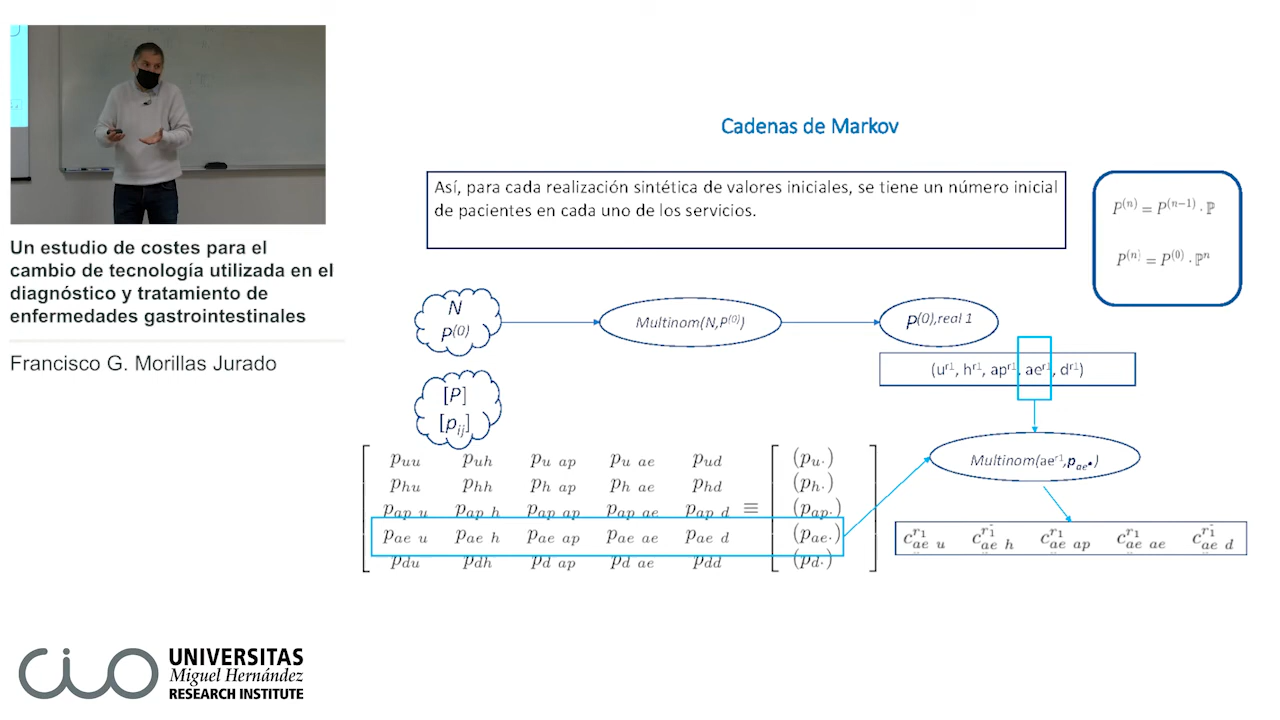 Cadenas de Markov
Así, para cada realización sintética de valores iniciales, se tiene un número inicial
de pacientes en cada uno de los servicios.
P^(n) = P^(n-1) · ℙ
P^(n) = P^(0) · ℙ^n
N
P^(0)
Multinom(N,P^(0))
P^(0),real 1
(u^r1, h^r1, ap^r1, ae^r1, d^r1)
[P]
[p_ij]
Multinom(ae^r1,p_ae•)
p_uu p_uh p_u ap p_u ae p_ud (p_u·)
p_hu p_hh p_h ap p_h ae p_hd (p_h·)
p_ap u p_ap h p_ap ap p_ap ae p_ap d ≡ (p_ap·)
p_ae u p_ae h p_ae ap p_ae ae p_ae d (p_ae·)
p_du p_dh p_d ap p_d ae p_dd (p_d·)
c^r1_ae u c^r1_ae h c^r1_ae ap c^r1_ae ae c^r1_ae d
Un estudio de costes para el
cambio de tecnología utilizada en el
diagnóstico y tratamiento de
enfermedades gastrointestinales
Francisco G. Morillas Jurado
cio
UNIVERSITAS
Miguel Hernández
RESEARCH INSTITUTE